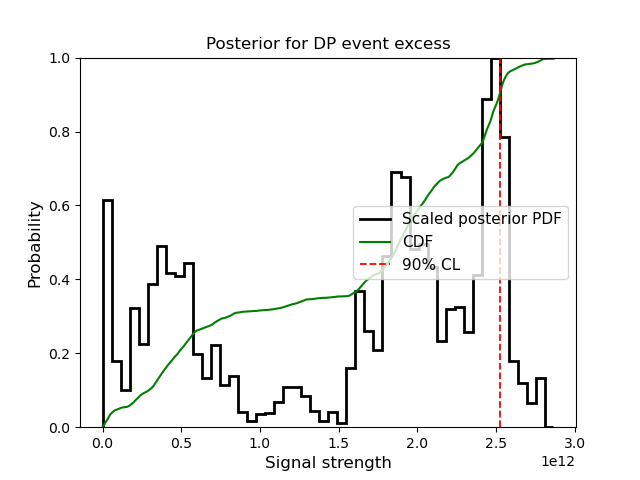 Posterior for DP event excess
Probability
1.0
0.8
0.6
0.4
0.2
0.0
Scaled posterior PDF
CDF
90% CL
0.0 0.5 1.0 1.5 2.0 2.5 3.0
1e12
Signal strength